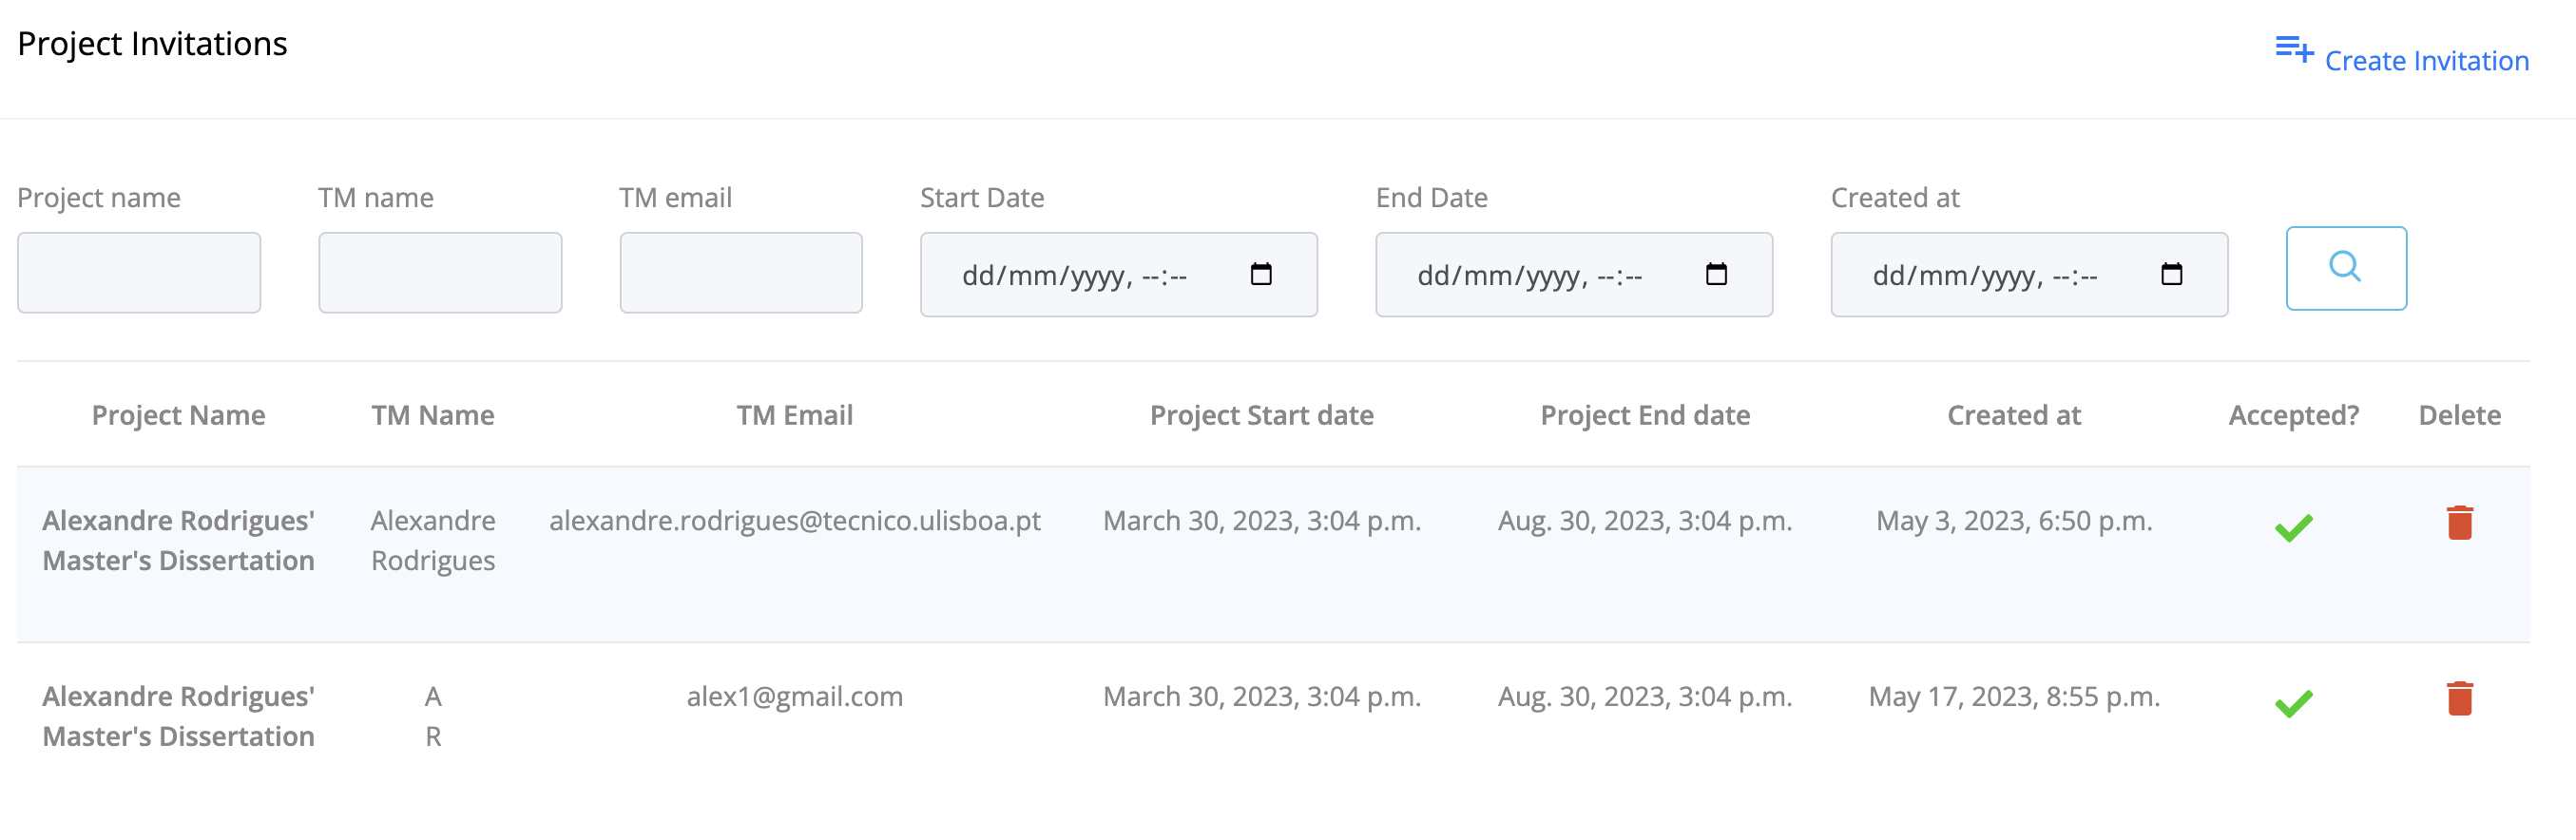 Project Invitations
Create Invitation
Project name TM name TM email Start Date End Date Created at
dd/mm/yyyy, --:-- dd/mm/yyyy, --:-- dd/mm/yyyy, --:--
Project Name TM Name TM Email Project Start date Project End date Created at Accepted? Delete
Alexandre Rodrigues' Alexandre alexandre.rodrigues@tecnico.ulisboa.pt March 30, 2023, 3:04 p.m. Aug. 30, 2023, 3:04 p.m. May 3, 2023, 6:50 p.m.
Master's Dissertation Rodrigues
Alexandre Rodrigues' A alex1@gmail.com March 30, 2023, 3:04 p.m. Aug. 30, 2023, 3:04 p.m. May 17, 2023, 8:55 p.m.
Master's Dissertation R